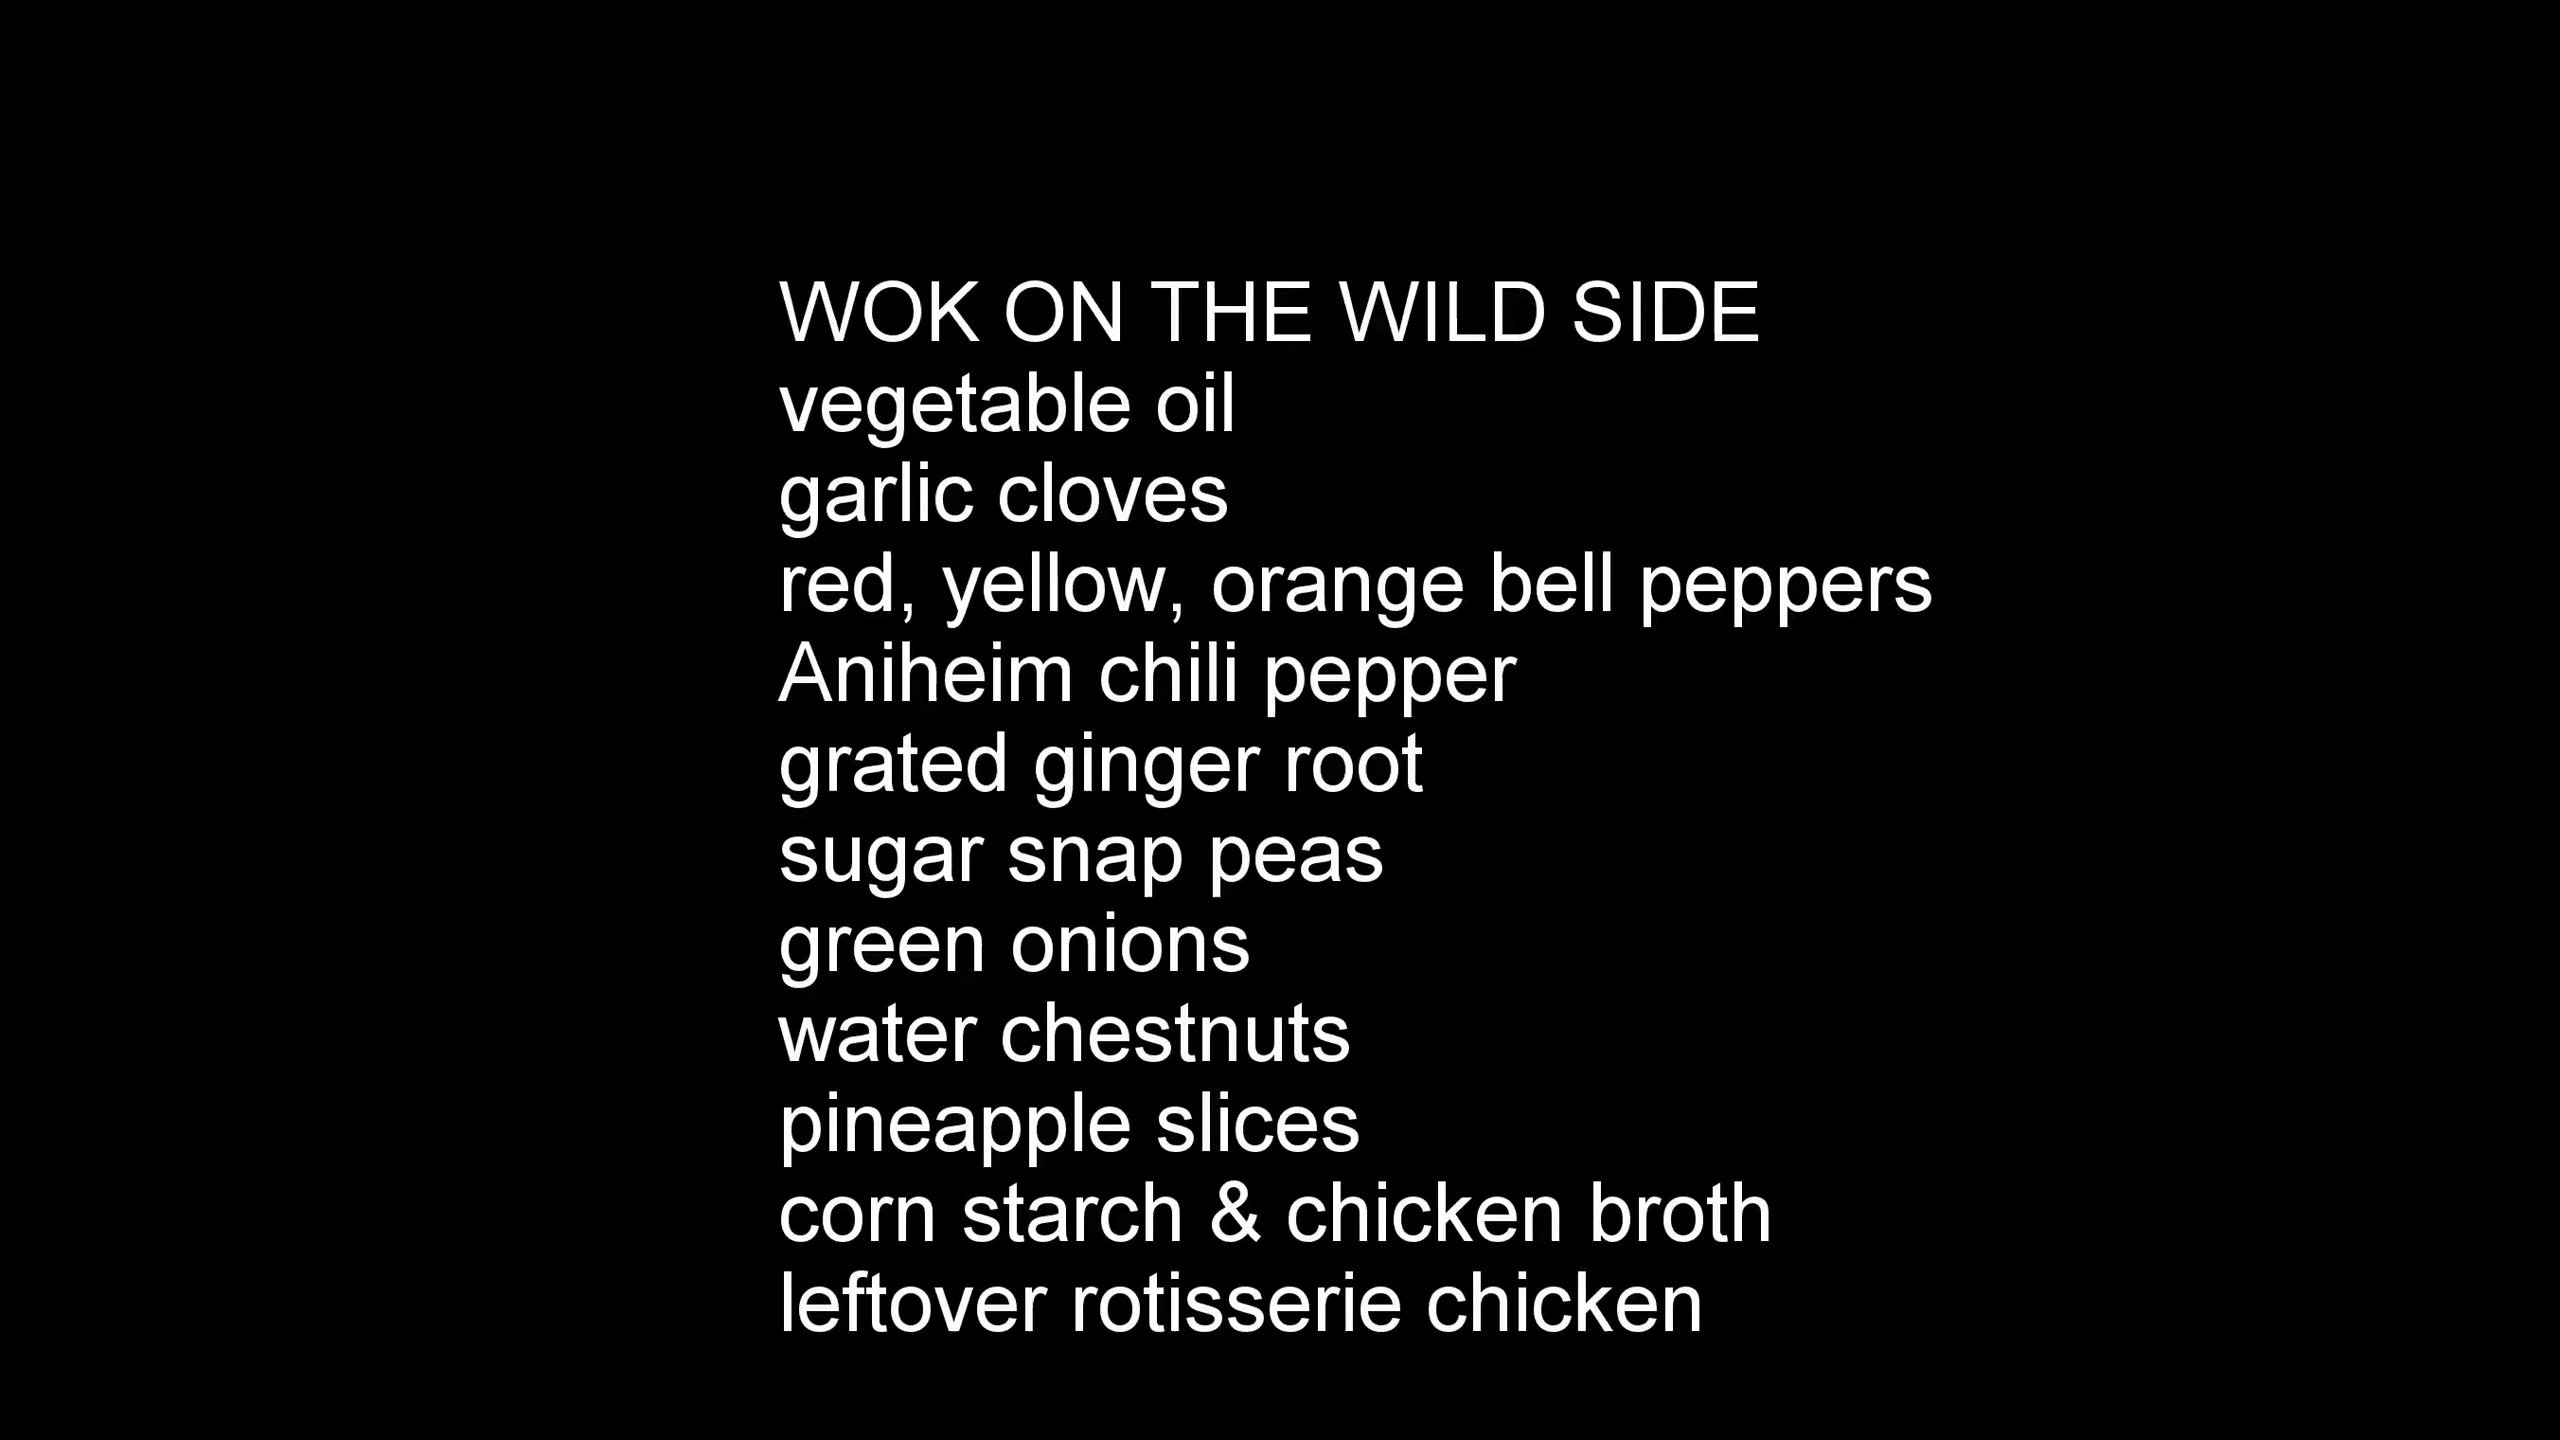 WOK ON THE WILD SIDE
vegetable oil
garlic cloves
red, yellow, orange bell peppers
Aniheim chili pepper
grated ginger root
sugar snap peas
green onions
water chestnuts
pineapple slices
corn starch & chicken broth
leftover rotisserie chicken